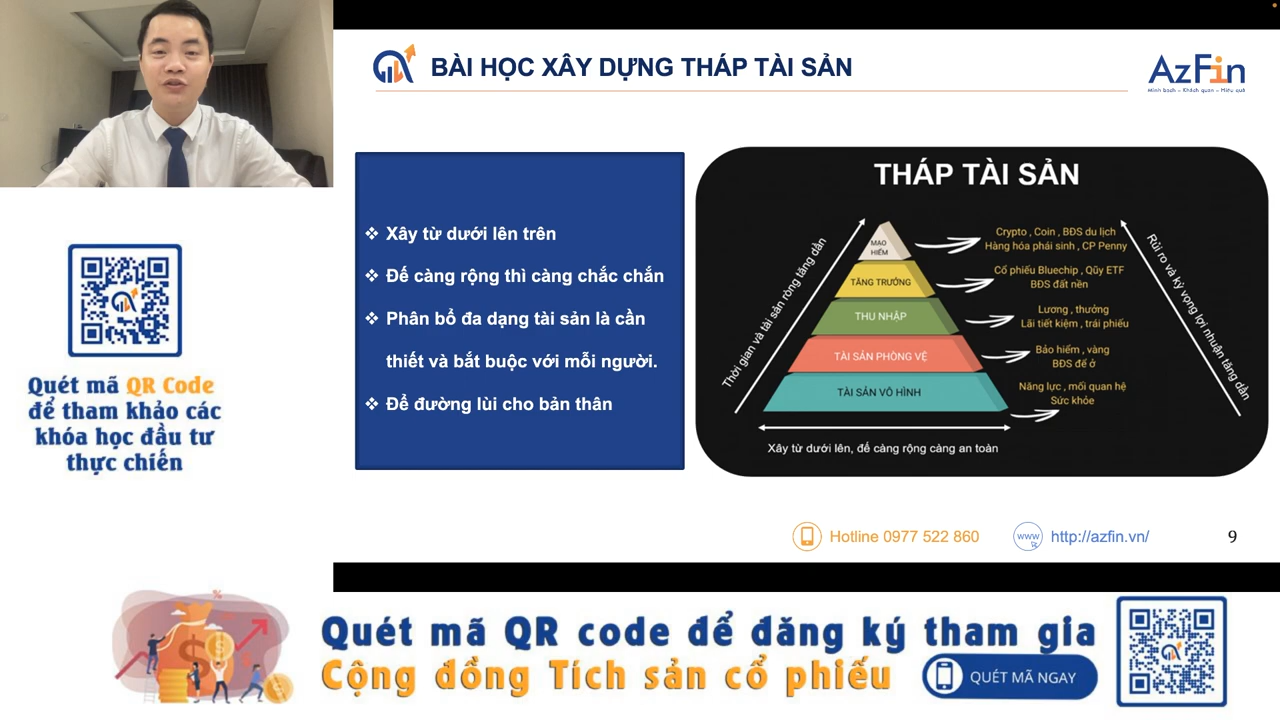 BÀI HỌC XÂY DỰNG THÁP TÀI SẢN
AzFin
Minh bạch – Khách quan – Hiệu quả
❖ Xây từ dưới lên trên
❖ Đế càng rộng thì càng chắc chắn
❖ Phân bổ đa dạng tài sản là cần
thiết và bắt buộc với mỗi người.
❖ Để đường lùi cho bản thân
THÁP TÀI SẢN
Thời gian và tài sản ròng tăng dần
MẠO
HIỂM
Crypto , Coin , BĐS du lịch
Hàng hóa phái sinh , CP Penny
TĂNG TRƯỞNG
Cổ phiếu Bluechip , Qũy ETF
BĐS đất nền
THU NHẬP
Lương , thưởng
Lãi tiết kiệm , trái phiếu
TÀI SẢN PHÒNG VỆ
Bảo hiểm , vàng
BĐS để ở
TÀI SẢN VÔ HÌNH
Năng lực , mối quan hệ
Sức khỏe
Rủi ro và kỳ vọng lợi nhuận tăng dần
Xây từ dưới lên, đế càng rộng càng an toàn
Quét mã QR Code
để tham khảo các
khóa học đầu tư
thực chiến
Hotline 0977 522 860
www
http://azfin.vn/
9
Quét mã QR code để đăng ký tham gia
Cộng đồng Tích sản cổ phiếu
QUÉT MÃ NGAY